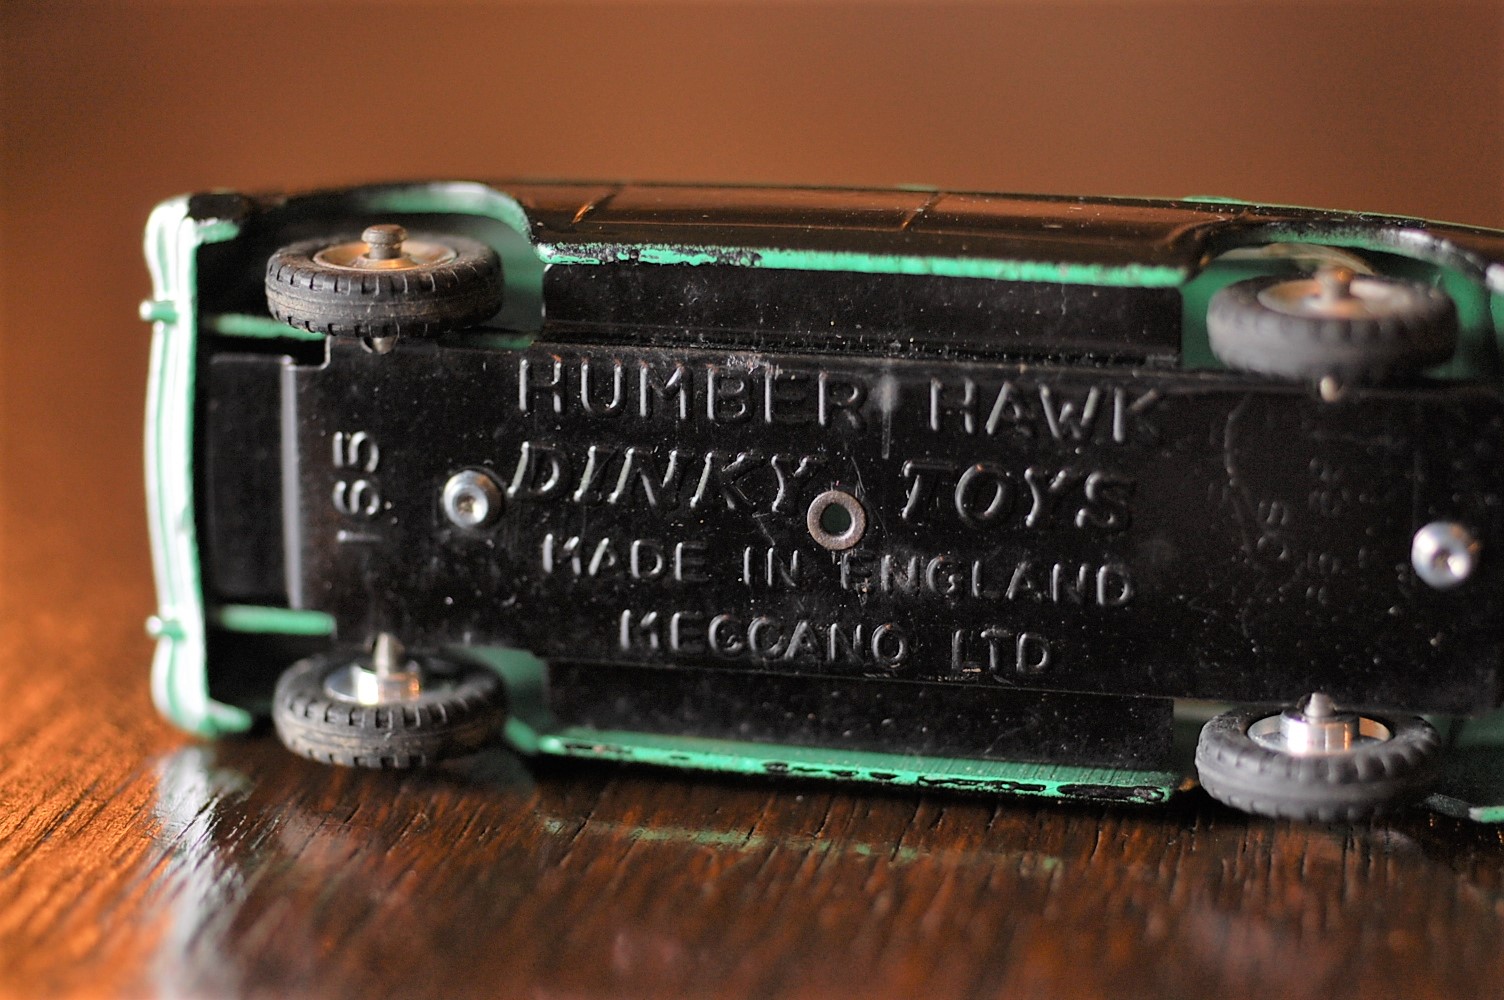 HUMBER HAWK
DINKY TOYS
MADE IN ENGLAND
MECCANO LTD
165